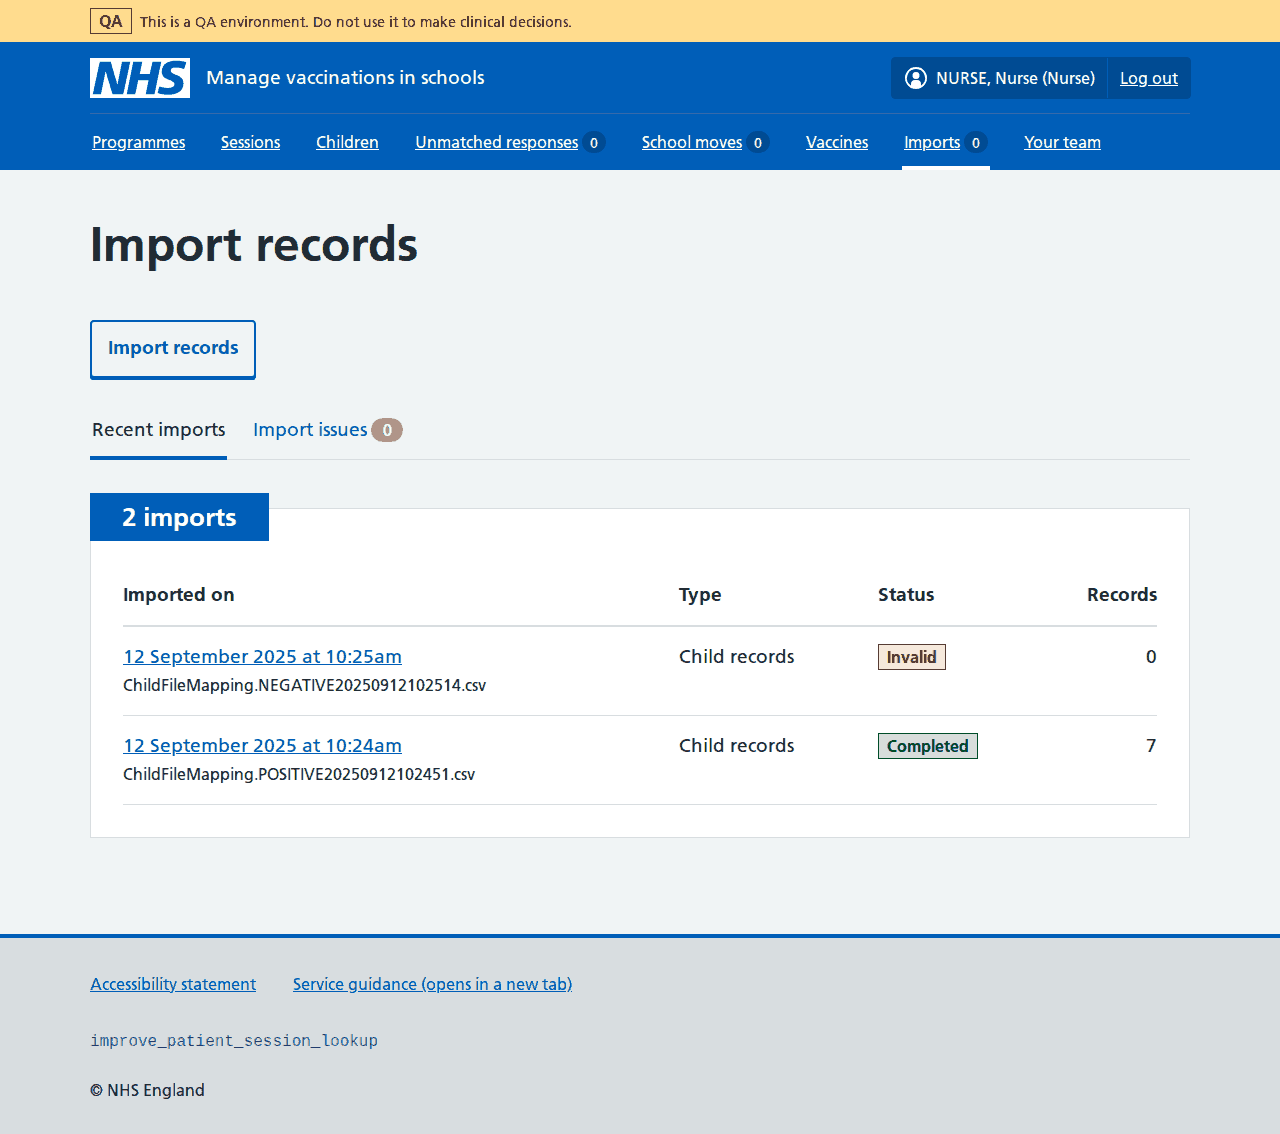 QA This is a QA environment. Do not use it to make clinical decisions.
NHS Manage vaccinations in schools NURSE, Nurse (Nurse) Log out
Programmes Sessions Children Unmatched responses 0 School moves 0 Vaccines Imports 0 Your team
Import records
Import records
Recent imports Import issues 0
2 imports
Imported on Type Status Records
12 September 2025 at 10:25am Child records Invalid 0
ChildFileMapping.NEGATIVE20250912102514.csv
12 September 2025 at 10:24am Child records Completed 7
ChildFileMapping.POSITIVE20250912102451.csv
Accessibility statement Service guidance (opens in a new tab)
improve_patient_session_lookup
© NHS England